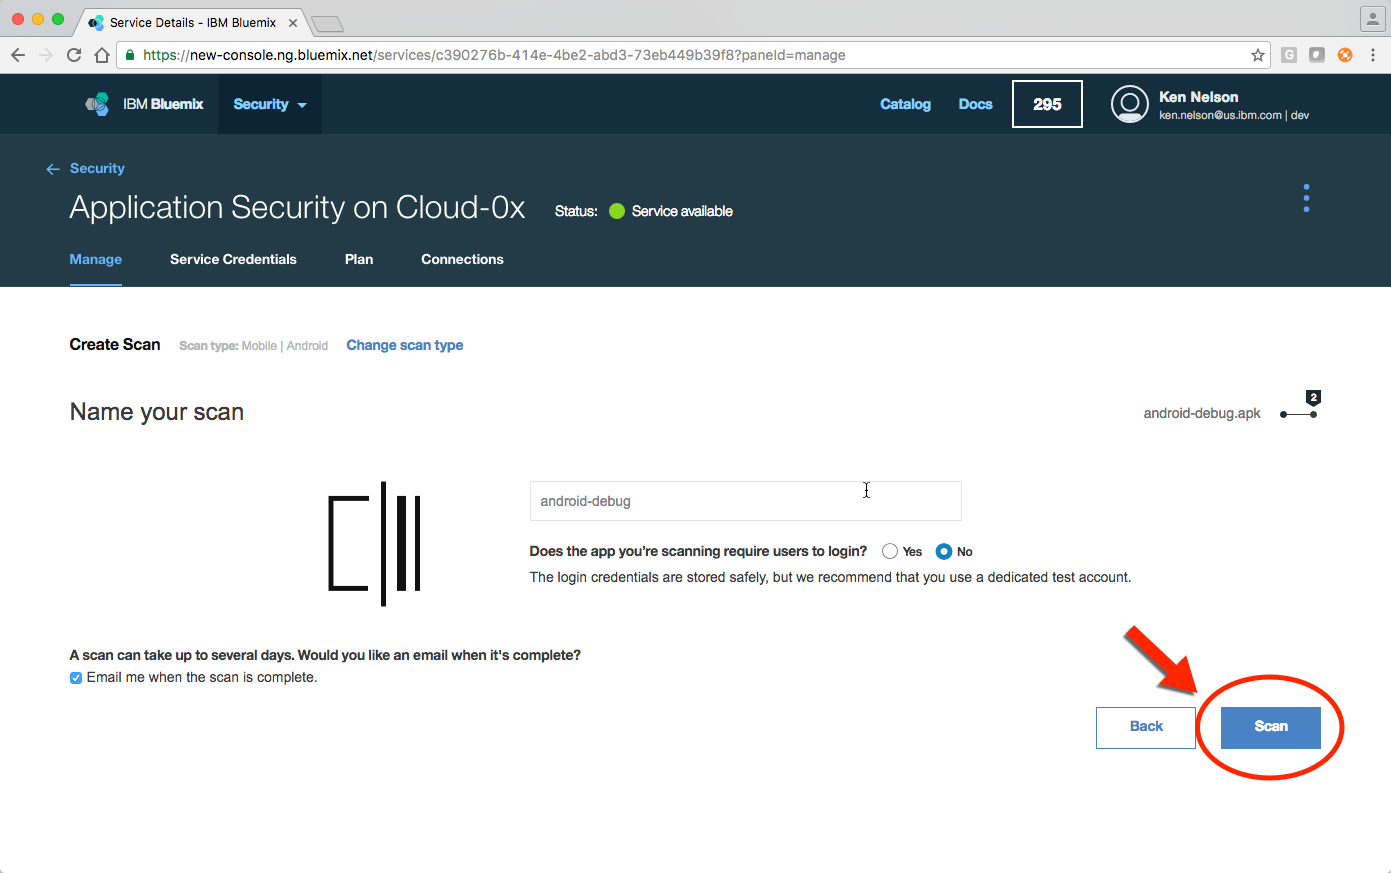 Service Details - IBM Bluemix
https://new-console.ng.bluemix.net/services/c390276b-414e-4be2-abd3-73eb449b39f8?paneId=manage
G
IBM Bluemix
Security
Catalog
Docs
295
Ken Nelson
ken.nelson@us.ibm.com | dev
Security
Application Security on Cloud-0x
Status: Service available
Manage
Service Credentials
Plan
Connections
Create Scan
Scan type: Mobile | Android
Change scan type
Name your scan
android-debug.apk
2
android-debug
Does the app you're scanning require users to login? Yes No
The login credentials are stored safely, but we recommend that you use a dedicated test account.
A scan can take up to several days. Would you like an email when it's complete?
Email me when the scan is complete.
Back
Scan